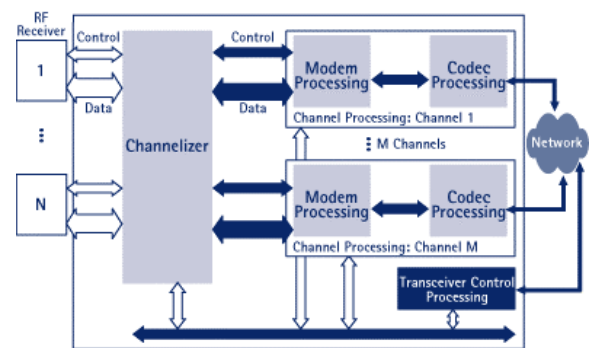 RF
Receiver
Control
Control
1
Data
Data
Modem
Processing
Codec
Processing
Channel Processing: Channel 1
M Channels
Channelizer
Network
N
Modem
Processing
Codec
Processing
Channel Processing: Channel M
Transceiver Control
Processing